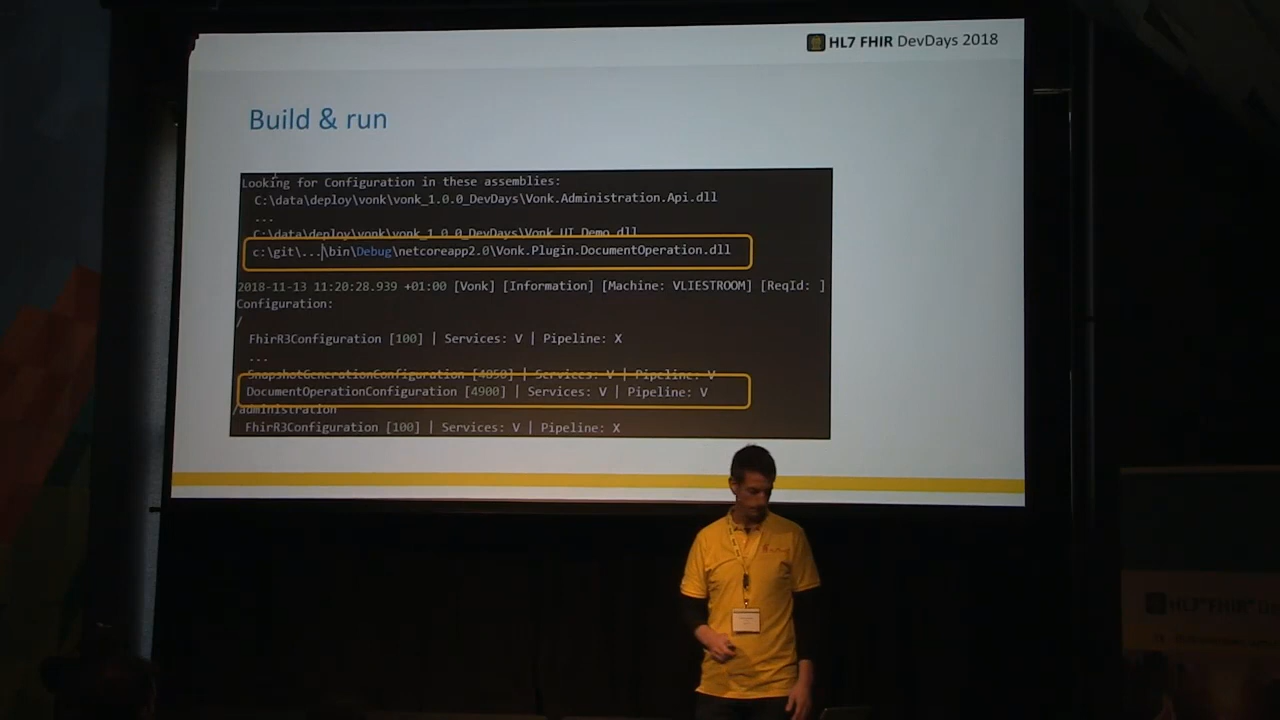 HL7 FHIR DevDays 2018
Build & run
Looking for Configuration in these assemblies:
C:\data\deploy\vonk\vonk_1.0.0_DevDays\Vonk.Administration.Api.dll
...
C:\data\deploy\vonk\vonk_1.0.0_DevDays\Vonk.UI.Demo.dll
c:\git\...\bin\Debug\netcoreapp2.0\Vonk.Plugin.DocumentOperation.dll
2018-11-13 11:20:28.939 +01:00 [Vonk] [Information] [Machine: VLIESTROOM] [ReqId: ]
Configuration:
/
FhirR3Configuration [100] | Services: V | Pipeline: X
...
SnapshotGenerationConfiguration [4850] | Services: V | Pipeline: V
DocumentOperationConfiguration [4900] | Services: V | Pipeline: V
/administration
FhirR3Configuration [100] | Services: V | Pipeline: X
HL7 FHIR